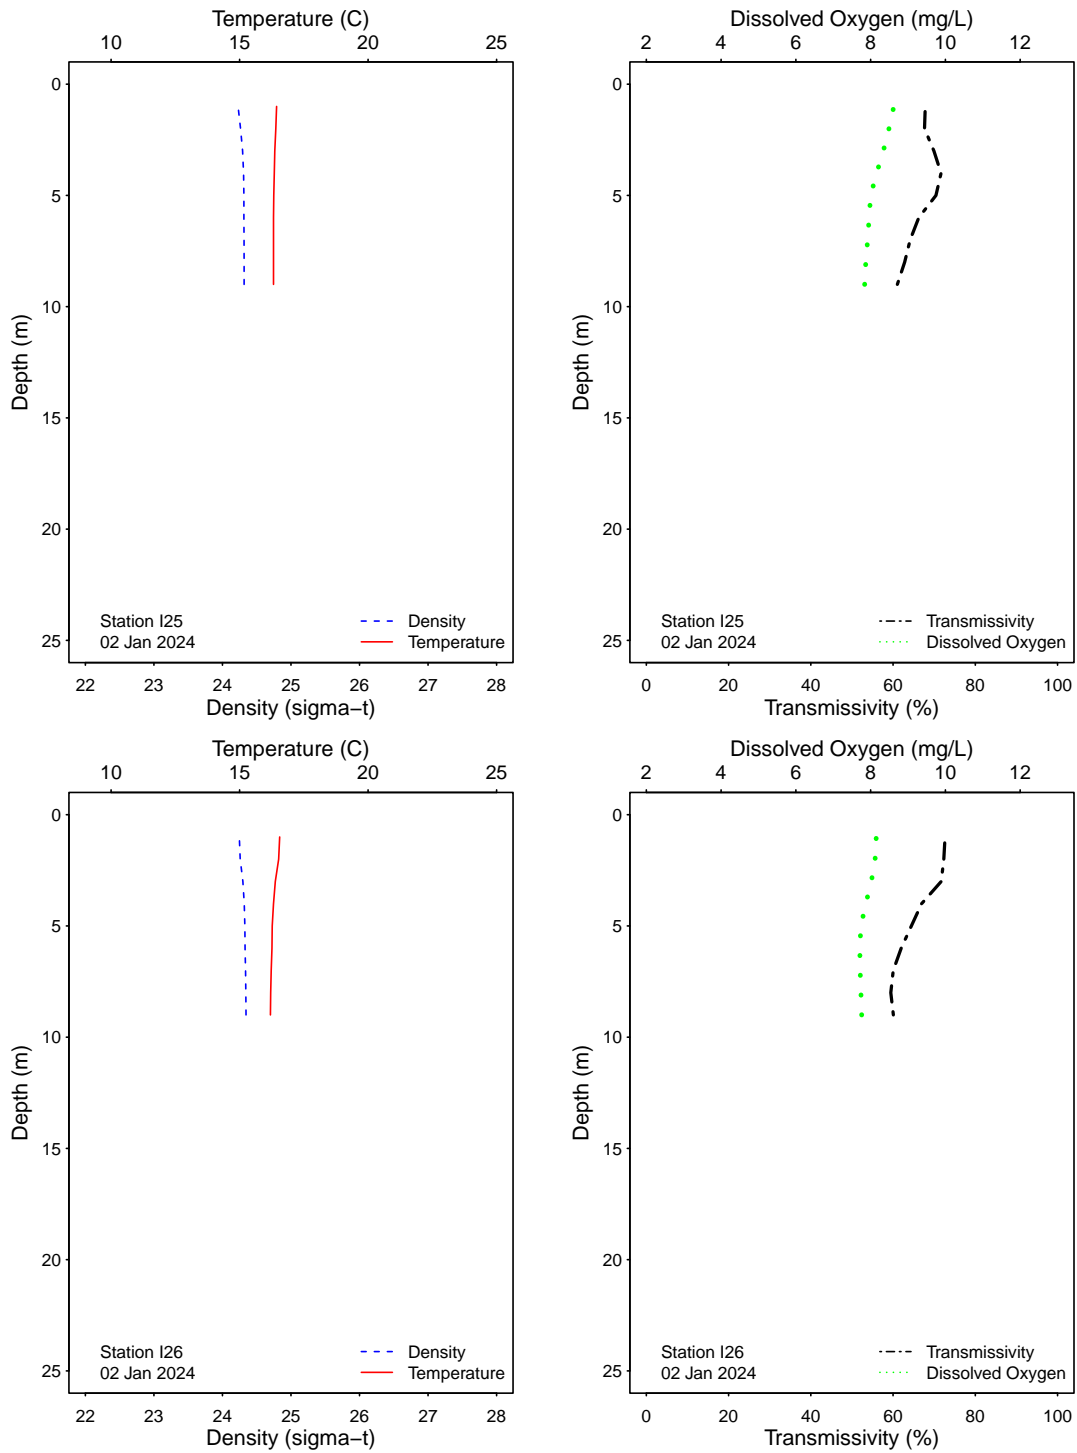 Temperature (C)
10 15 20 25
0
5
10
15
20
25
Depth (m)
Station I25
02 Jan 2024
Density
Temperature
22 23 24 25 26 27 28
Density (sigma−t)
Dissolved Oxygen (mg/L)
2 4 6 8 10 12
0
5
10
15
20
25
Depth (m)
Station I25
02 Jan 2024
Transmissivity
Dissolved Oxygen
0 20 40 60 80 100
Transmissivity (%)
Temperature (C)
10 15 20 25
0
5
10
15
20
25
Depth (m)
Station I26
02 Jan 2024
Density
Temperature
22 23 24 25 26 27 28
Density (sigma−t)
Dissolved Oxygen (mg/L)
2 4 6 8 10 12
0
5
10
15
20
25
Depth (m)
Station I26
02 Jan 2024
Transmissivity
Dissolved Oxygen
0 20 40 60 80 100
Transmissivity (%)